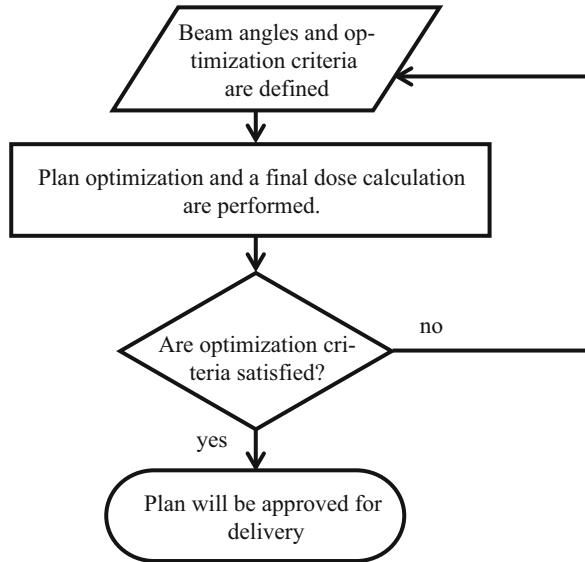 Beam angles and op-
timization criteria
are defined
Plan optimization and a final dose calculation
are performed.
Are optimization cri-
teria satisfied?
no
yes
Plan will be approved for
delivery